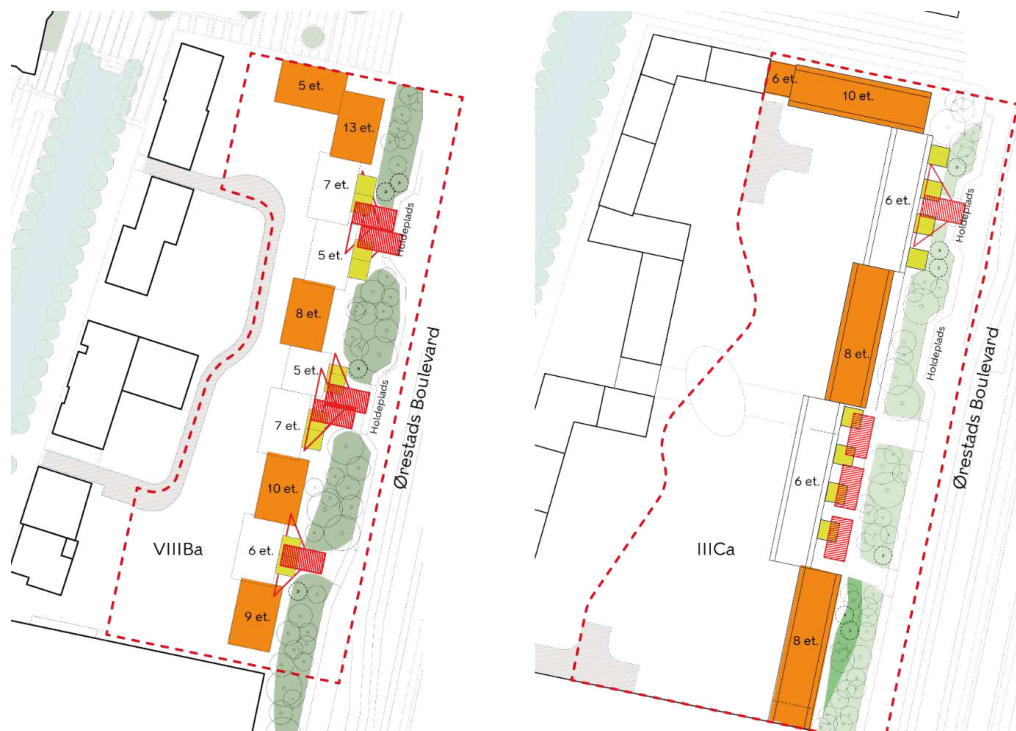 5 et.
13 et.
7 et.
Holdeplads
5 et.
8 et.
5 et.
Holdeplads
7 et.
Ørestads Boulevard
10 et.
VIIIBa
6 et.
9 et.
6 et.
10 et.
6 et.
Holdeplads
8 et.
Holdeplads
Ørestads Boulevard
6 et.
IIICa
8 et.